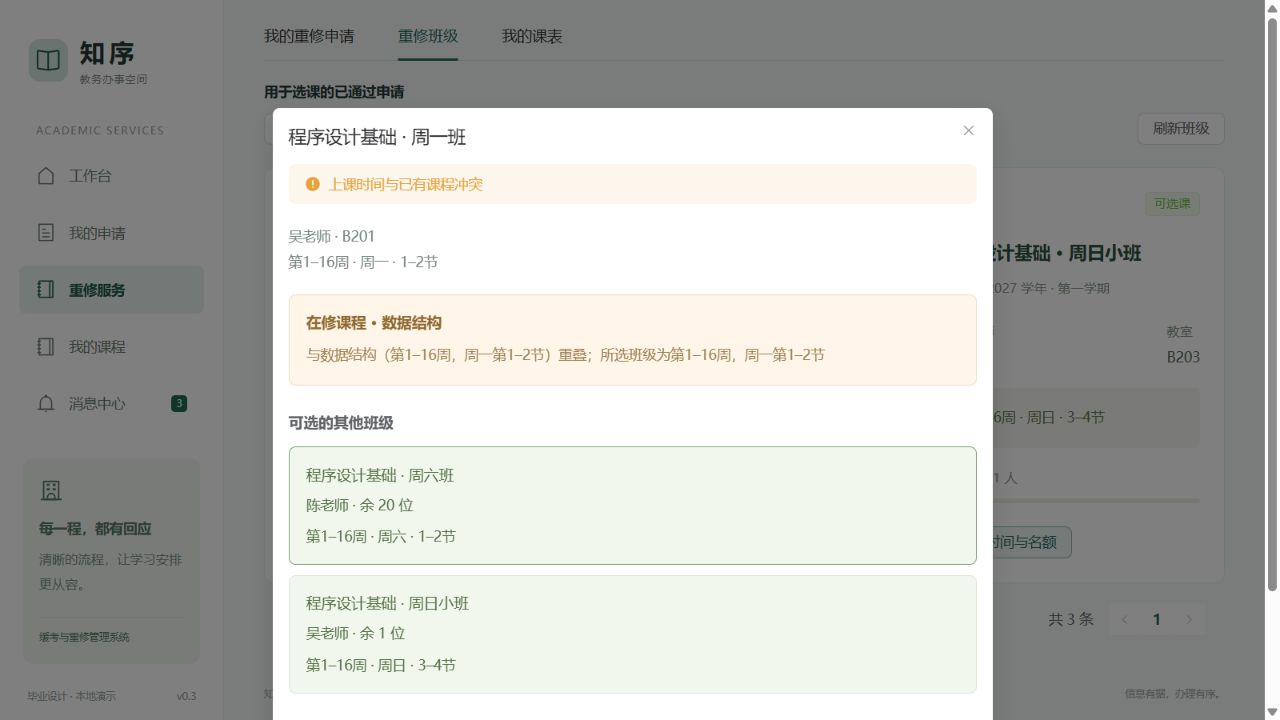 知序
教务办事空间
ACADEMIC SERVICES
工作台
我的申请
重修服务
我的课程
消息中心
3
每一程，都有回应
清晰的流程，让学习安排
更从容。
缓考与重修管理系统
毕业设计 · 本地演示
v0.3
我的重修申请
重修班级
我的课表
用于选课的已通过申请
刷新班级
程序设计基础 · 周一班
上课时间与已有课程冲突
吴老师 · B201
第1–16周 · 周一 · 1–2节
在修课程 • 数据结构
与数据结构（第1–16周，周一第1–2节）重叠；所选班级为第1–16周，周一第1–2节
可选的其他班级
程序设计基础 · 周六班
陈老师 · 余 20 位
第1–16周 · 周六 · 1–2节
程序设计基础 · 周日小班
吴老师 · 余 1 位
第1–16周 · 周日 · 3–4节
可选课
计基础 • 周日小班
027 学年 · 第一学期
教室
B203
6周 · 周日 · 3–4节
1 人
时间与名额
共 3 条
1
信息有据，办理有序。